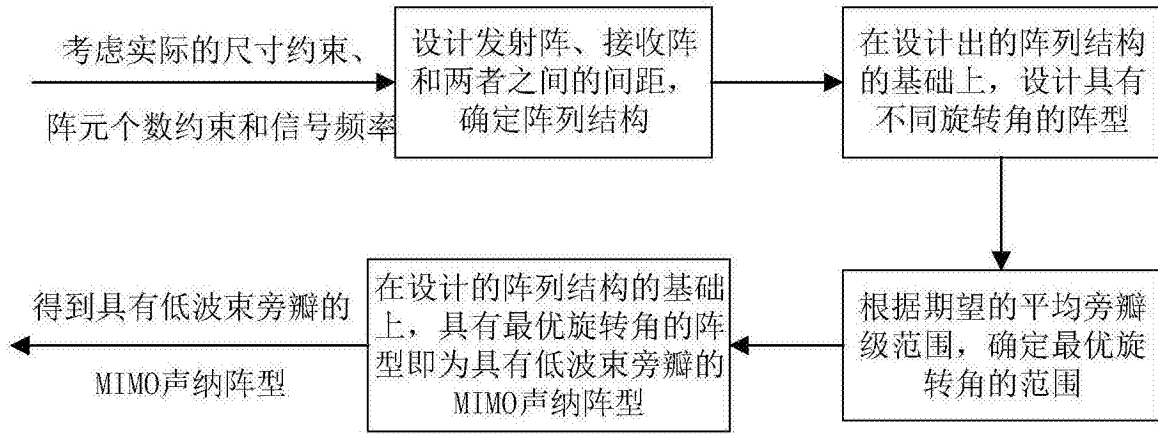 考虑实际的尺寸约束、
阵元个数约束和信号频率
设计发射阵、接收阵
和两者之间的间距，
确定阵列结构
在设计出的阵列结构
的基础上，设计具有
不同旋转角的阵型
根据期望的平均旁瓣
级范围，确定最优旋
转角的范围
在设计的阵列结构的基础
上，具有最优旋转角的阵
型即为具有低波束旁瓣的
MIMO声纳阵型
得到具有低波束旁瓣的
MIMO声纳阵型